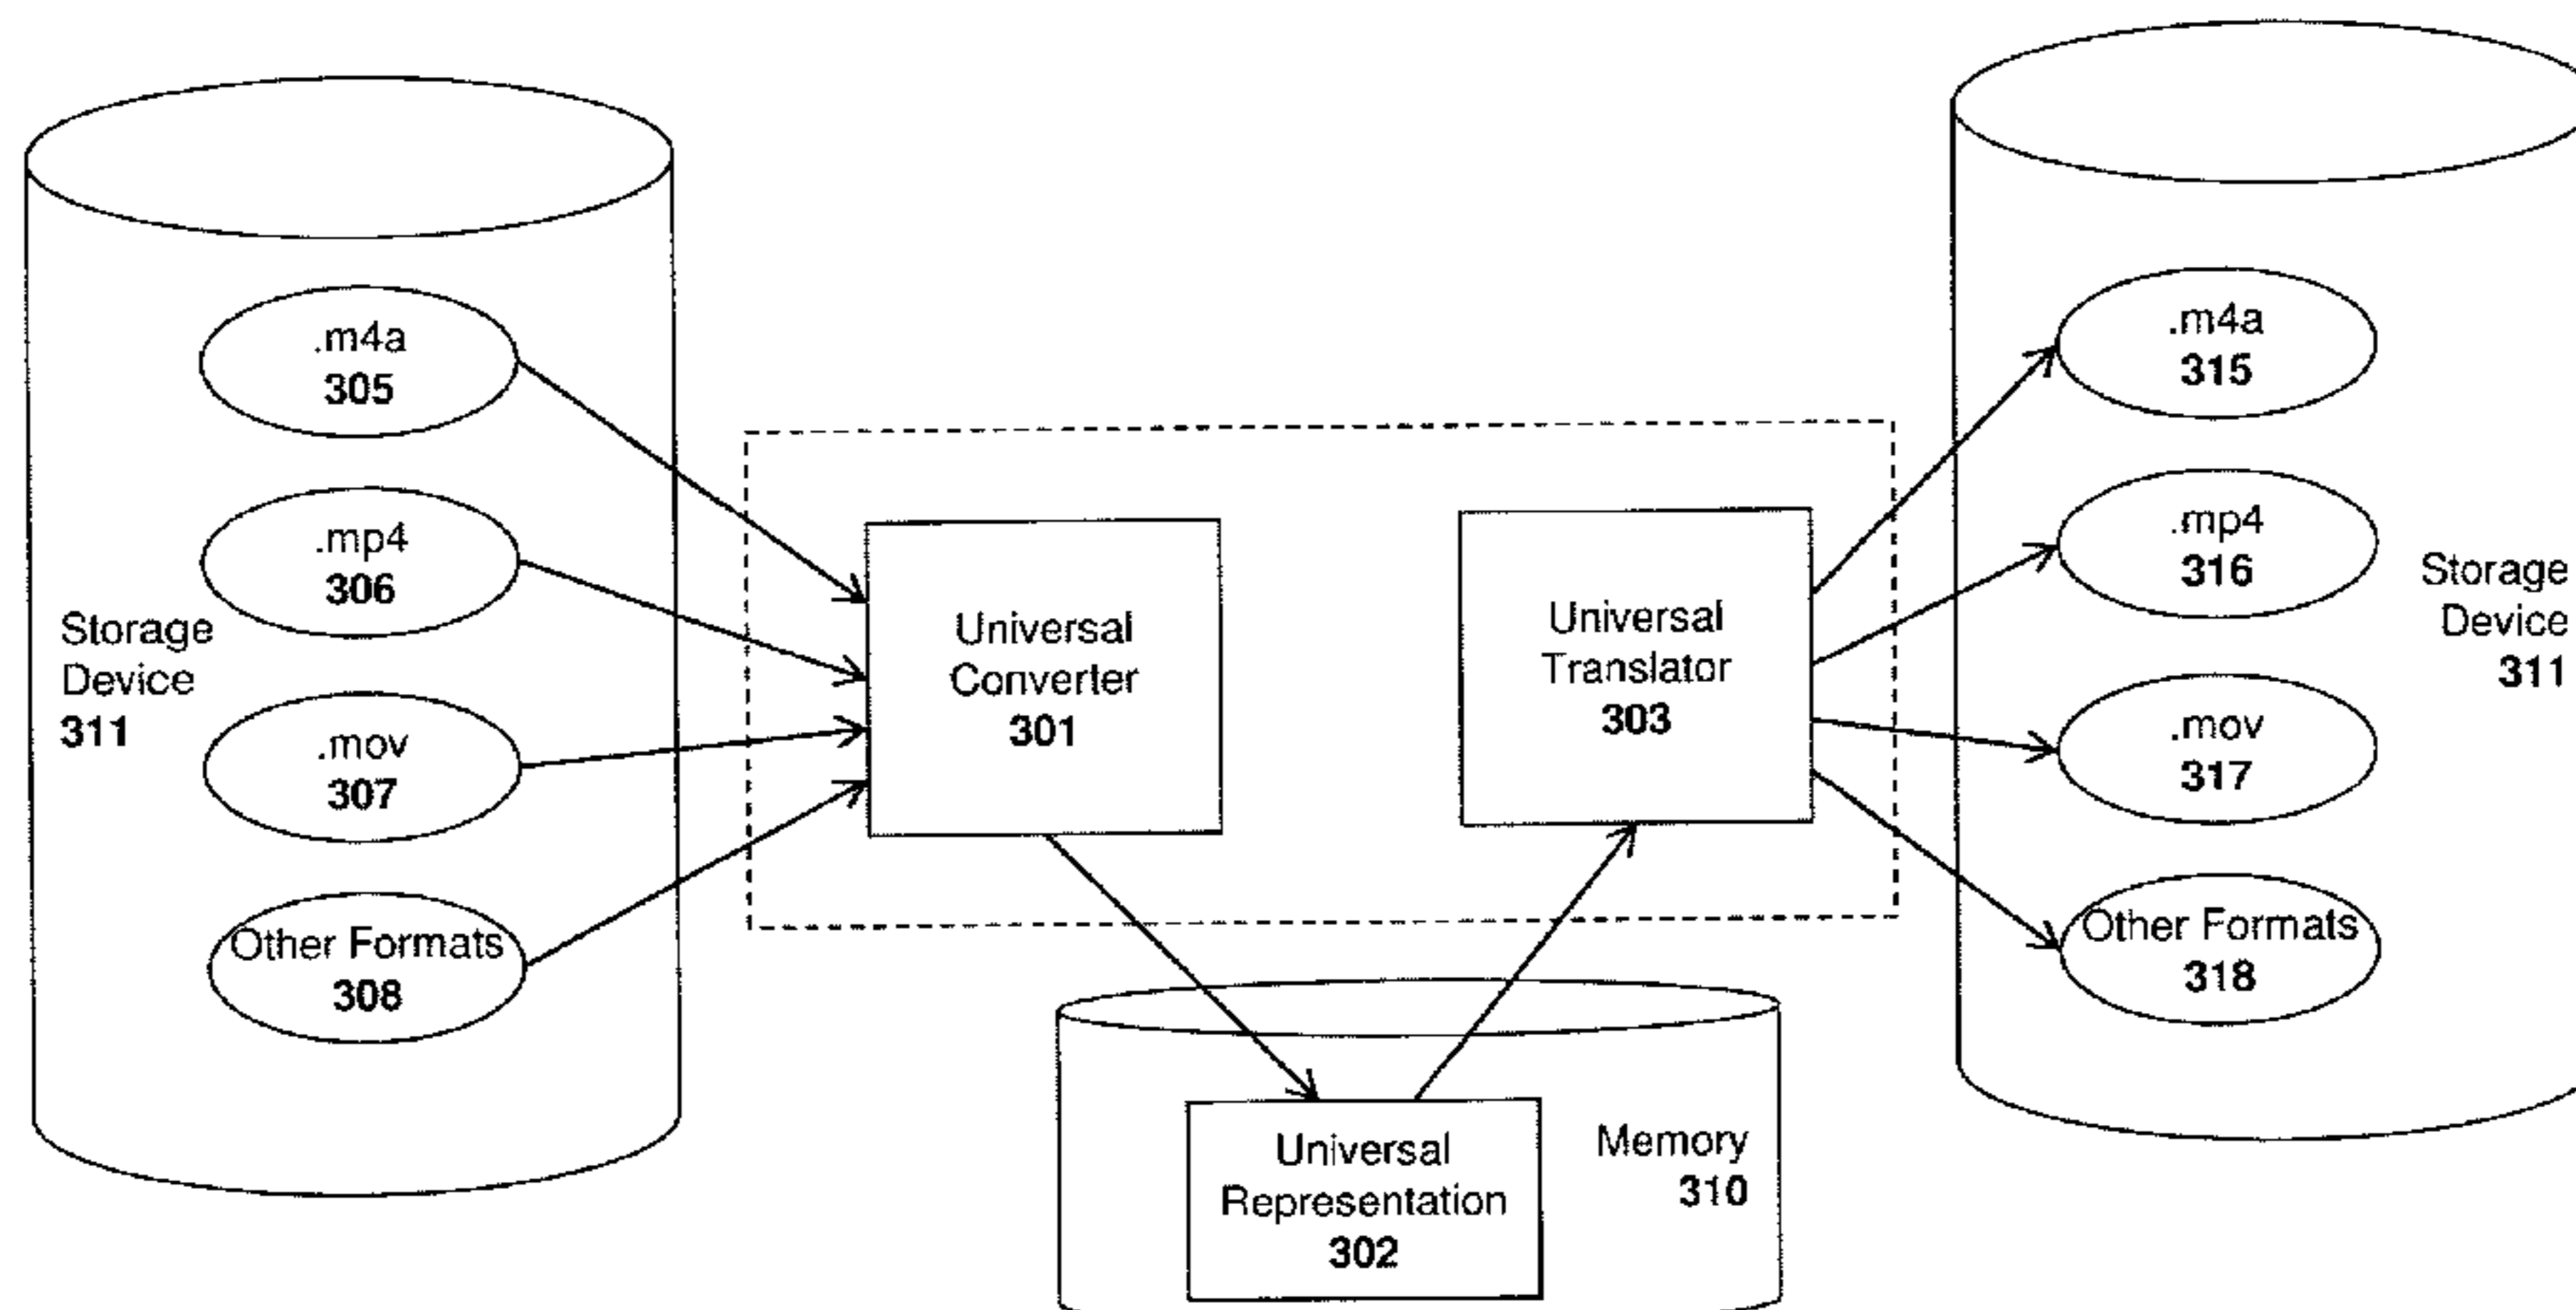 .m4a
305
.mp4
306
Storage
Device
311
.mov
307
Other Formats
308
Universal
Converter
301
Universal
Translator
303
Universal
Representation
302
Memory
310
.m4a
315
.mp4
316
Storage
Device
311
.mov
317
Other Formats
318